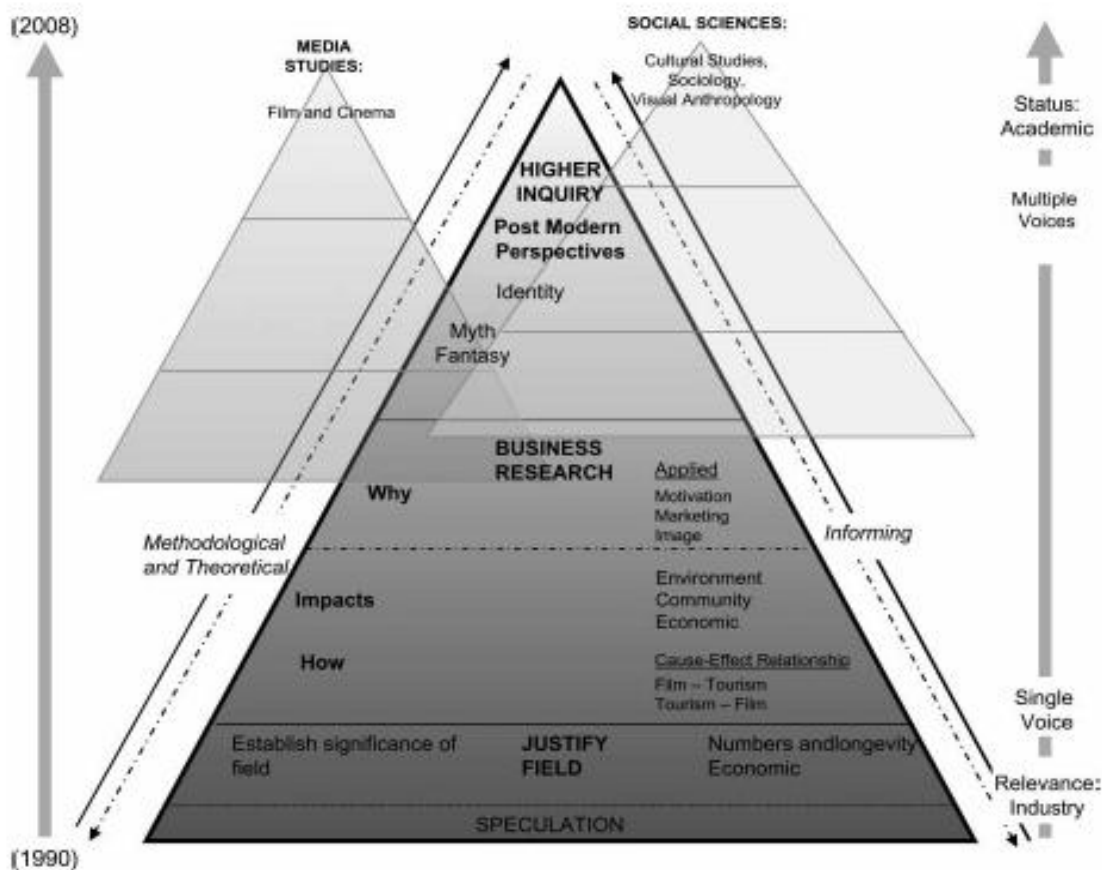 (2008)
MEDIA
STUDIES:
Film and Cinema
SOCIAL SCIENCES:
Cultural Studies,
Sociology,
Visual Anthropology
Status:
Academic
Multiple
Voices
HIGHER
INQUIRY
Post Modern
Perspectives
Identity
Myth
Fantasy
BUSINESS
RESEARCH
Why
Applied
Motivation
Marketing
Image
Methodological
and Theoretical
Informing
Impacts
Environment
Community
Economic
How
Cause-Effect Relationship
Film – Tourism
Tourism – Film
Single
Voice
Establish significance of
field
JUSTIFY
FIELD
Numbers andlongevity
Economic
Relevance:
Industry
SPECULATION
(1990)